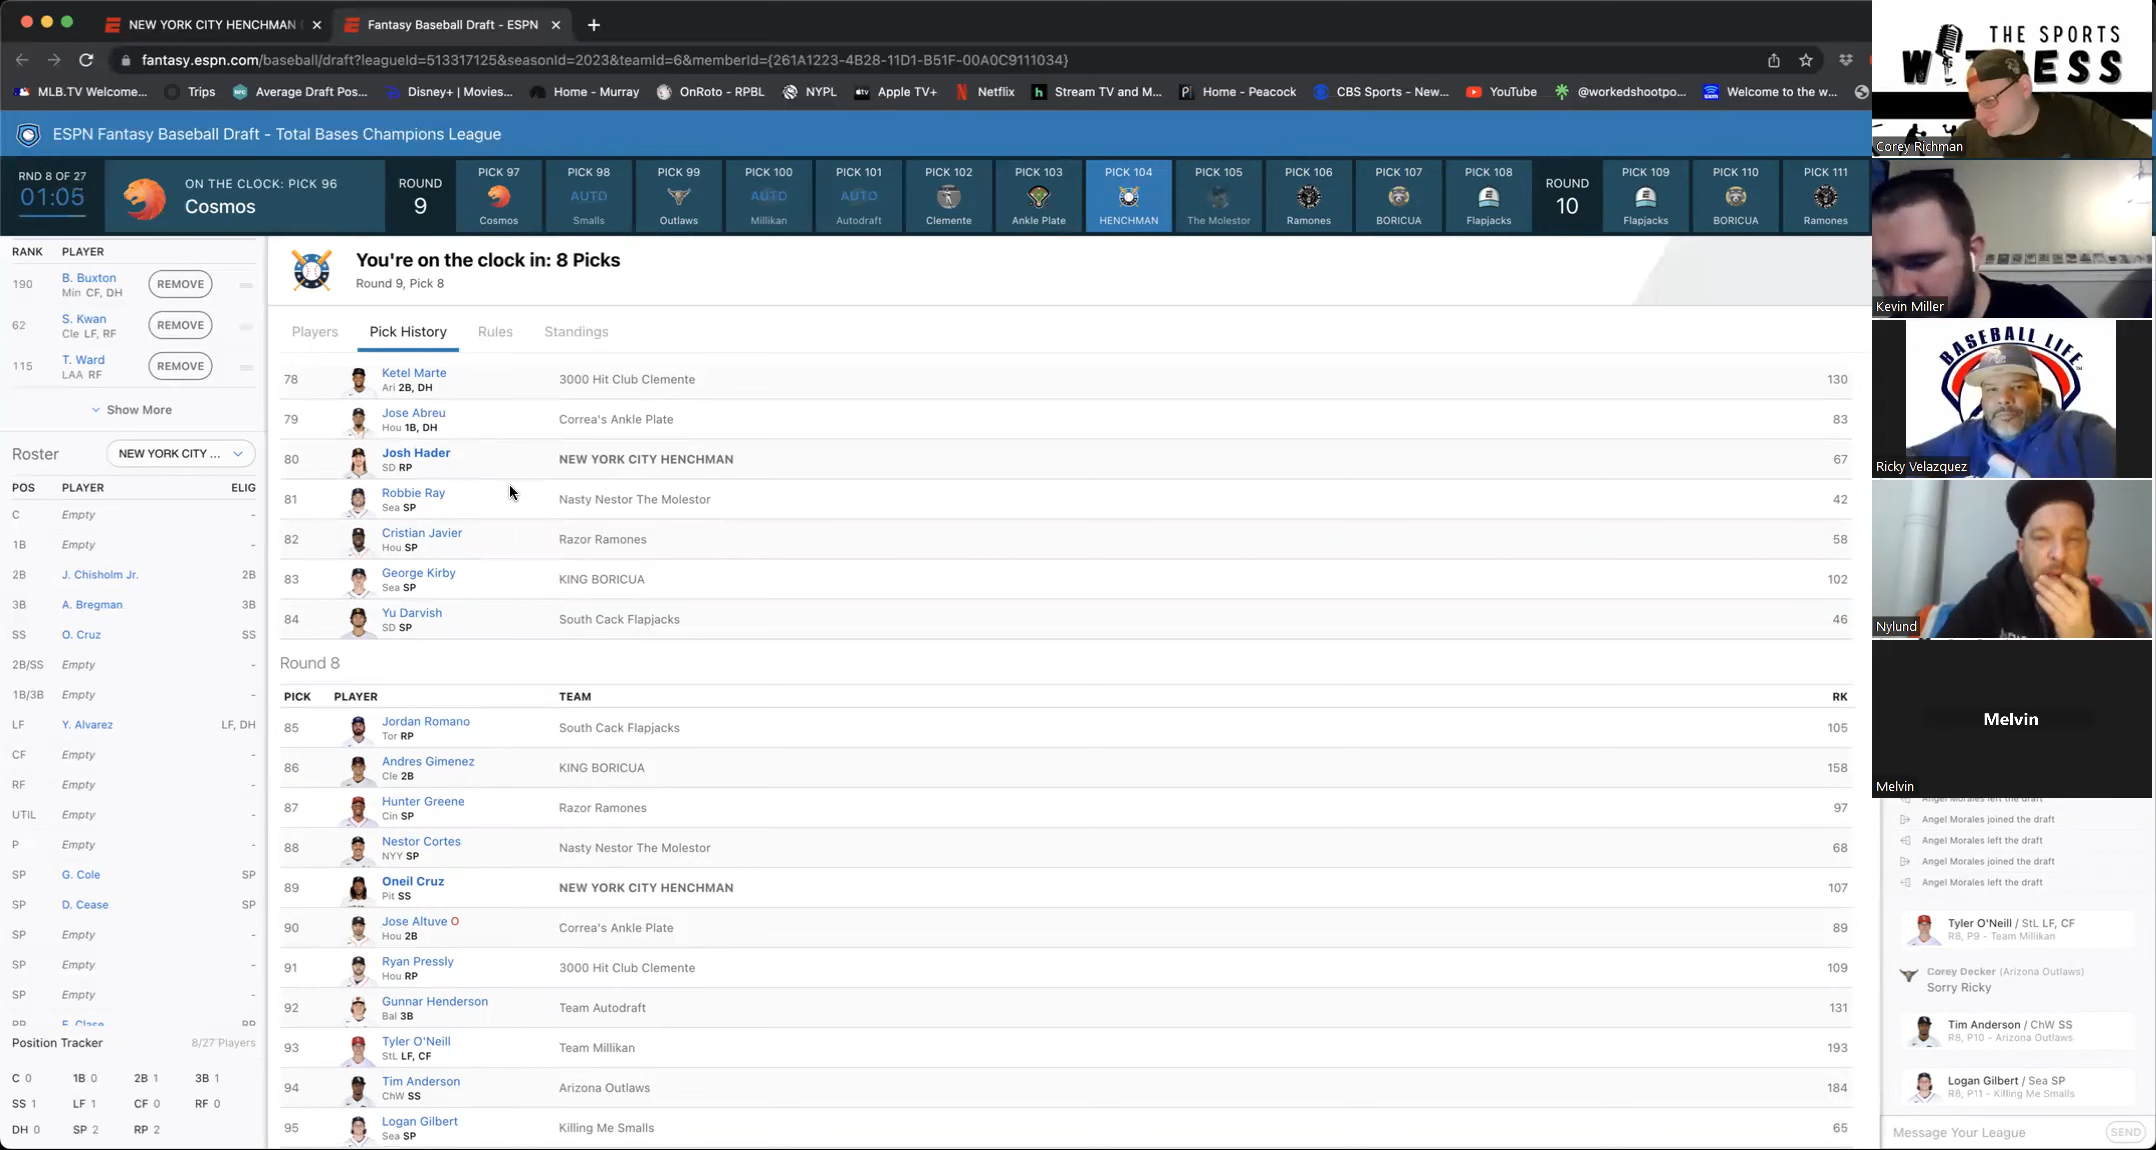 NEW YORK CITY HENCHMAN
Fantasy Baseball Draft - ESPN
fantasy.espn.com/baseball/draft?leagueId=513317125&seasonId=2023&teamId=6&memberId={261A1223-4B28-11D1-B51F-00A0C9111034}
MLB.TV Welcome...
Trips
Average Draft Pos...
Disney+ | Movies...
Home - Murray
OnRoto - RPBL
NYPL
Apple TV+
Netflix
Stream TV and M...
Home - Peacock
CBS Sports - New...
YouTube
@workedshootpo...
Welcome to the w...
ESPN Fantasy Baseball Draft - Total Bases Champions League
RND 8 OF 27
01:05
ON THE CLOCK: PICK 96
Cosmos
ROUND
9
PICK 97
Cosmos
PICK 98
AUTO
Smalls
PICK 99
Outlaws
PICK 100
AUTO
Millikan
PICK 101
AUTO
Autodraft
PICK 102
Clemente
PICK 103
Ankle Plate
PICK 104
HENCHMAN
PICK 105
The Molestor
PICK 106
Ramones
PICK 107
BORICUA
PICK 108
Flapjacks
ROUND
10
PICK 109
Flapjacks
PICK 110
BORICUA
PICK 111
Ramones
RANK PLAYER
190 B. Buxton REMOVE
Min CF, DH
62 S. Kwan REMOVE
Cle LF, RF
115 T. Ward REMOVE
LAA RF
Show More
Roster NEW YORK CITY ...
POS PLAYER ELIG
C Empty -
1B Empty -
2B J. Chisholm Jr. 2B
3B A. Bregman 3B
SS O. Cruz SS
2B/SS Empty -
1B/3B Empty -
LF Y. Alvarez LF, DH
CF Empty -
RF Empty -
UTIL Empty -
P Empty -
SP G. Cole SP
SP D. Cease SP
SP Empty -
SP Empty -
SP Empty -
RP E. Clase RP
Position Tracker 8/27 Players
C 0 1B 0 2B 1 3B 1
SS 1 LF 1 CF 0 RF 0
DH 0 SP 2 RP 2
You're on the clock in: 8 Picks
Round 9, Pick 8
Players Pick History Rules Standings
78 Ketel Marte 3000 Hit Club Clemente 130
Ari 2B, DH
79 Jose Abreu Correa's Ankle Plate 83
Hou 1B, DH
80 Josh Hader NEW YORK CITY HENCHMAN 67
SD RP
81 Robbie Ray Nasty Nestor The Molestor 42
Sea SP
82 Cristian Javier Razor Ramones 58
Hou SP
83 George Kirby KING BORICUA 102
Sea SP
84 Yu Darvish South Cack Flapjacks 46
SD SP
Round 8
PICK PLAYER TEAM RK
85 Jordan Romano South Cack Flapjacks 105
Tor RP
86 Andres Gimenez KING BORICUA 158
Cle 2B
87 Hunter Greene Razor Ramones 97
Cin SP
88 Nestor Cortes Nasty Nestor The Molestor 68
NYY SP
89 Oneil Cruz NEW YORK CITY HENCHMAN 107
Pit SS
90 Jose Altuve O Correa's Ankle Plate 89
Hou 2B
91 Ryan Pressly 3000 Hit Club Clemente 109
Hou RP
92 Gunnar Henderson Team Autodraft 131
Bal 3B
93 Tyler O'Neill Team Millikan 193
StL LF, CF
94 Tim Anderson Arizona Outlaws 184
ChW SS
95 Logan Gilbert Killing Me Smalls 65
Sea SP
THE SPORTS
WITNESS
Corey Richman
Kevin Miller
BASEBALL LIFE
Ricky Velazquez
Nylund
Melvin
Melvin
Angel Morales left the draft
Angel Morales joined the draft
Angel Morales left the draft
Angel Morales joined the draft
Angel Morales left the draft
Tyler O'Neill / StL LF, CF
R8, P9 - Team Millikan
Corey Decker (Arizona Outlaws)
Sorry Ricky
Tim Anderson / ChW SS
R8, P10 - Arizona Outlaws
Logan Gilbert / Sea SP
R8, P11 - Killing Me Smalls
Message Your League SEND